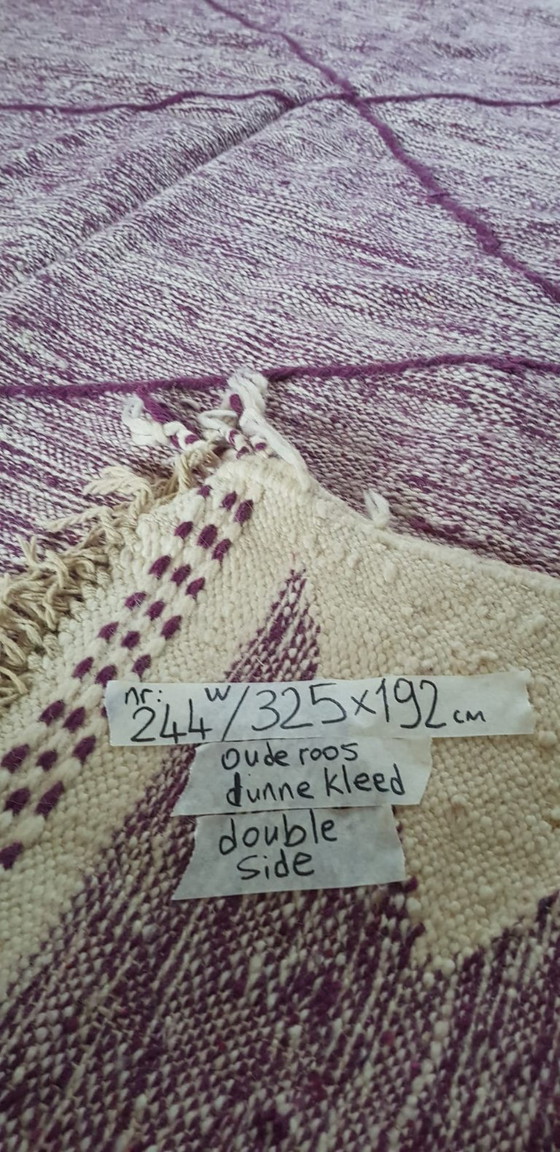 nr:
244 w/325x192 cm
oude roos
dunne kleed
double
side